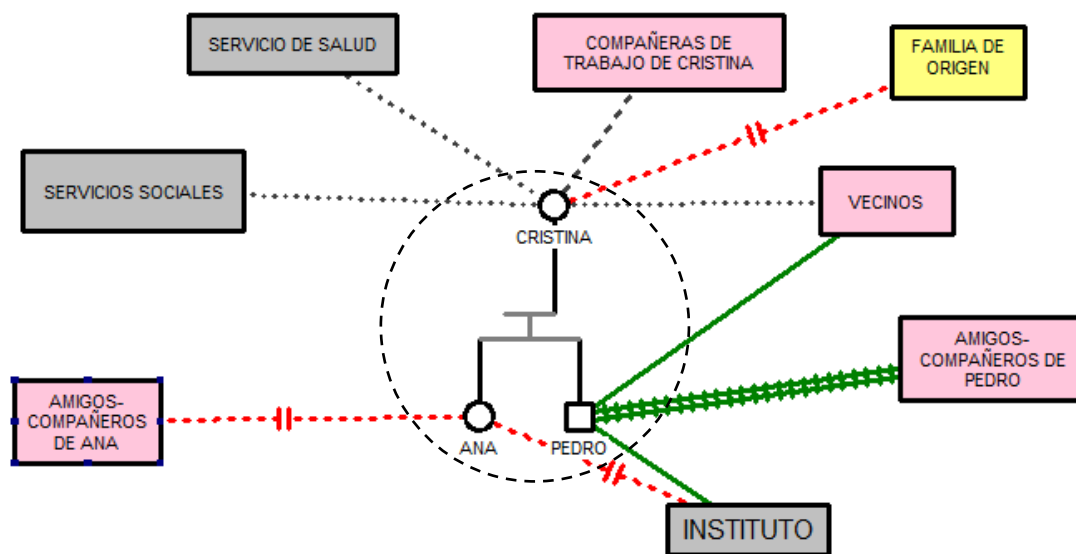 SERVICIO DE SALUD
COMPAÑERAS DE
TRABAJO DE CRISTINA
FAMILIA DE
ORIGEN
SERVICIOS SOCIALES
VECINOS
CRISTINA
AMIGOS-
COMPAÑEROS DE
PEDRO
AMIGOS-
COMPAÑEROS
DE ANA
ANA
PEDRO
INSTITUTO